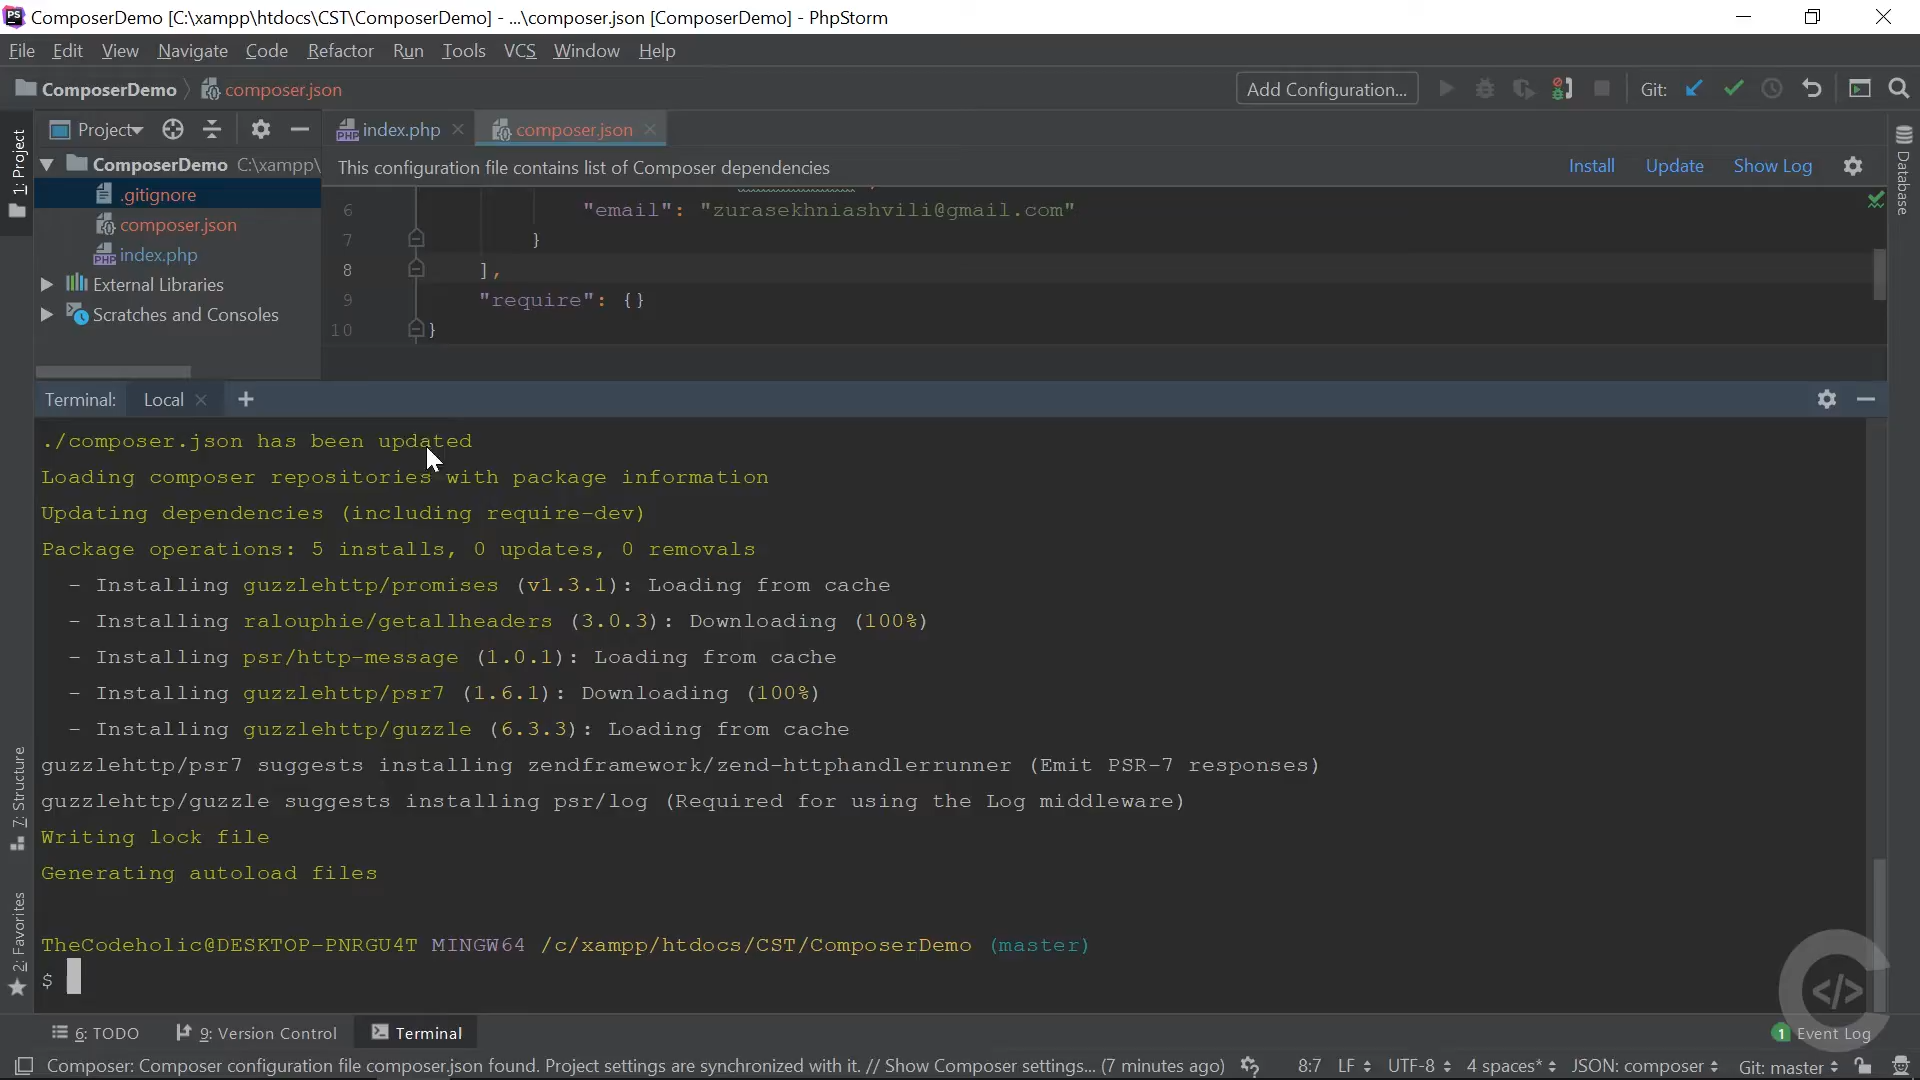 ComposerDemo [C:\xampp\htdocs\CST\ComposerDemo] - ...\composer.json [ComposerDemo] - PhpStorm
File Edit View Navigate Code Refactor Run Tools VCS Window Help
ComposerDemo composer.json Add Configuration... Git:
1: Project
Project
index.php composer.json
ComposerDemo C:\xampp\
.gitignore
composer.json
index.php
External Libraries
Scratches and Consoles
This configuration file contains list of Composer dependencies Install Update Show Log
Database
6 "email": "zurasekhniashvili@gmail.com"
7 }
8 ],
9 "require": {}
10 }
Terminal: Local +
./composer.json has been updated
Loading composer repositories with package information
Updating dependencies (including require-dev)
Package operations: 5 installs, 0 updates, 0 removals
- Installing guzzlehttp/promises (v1.3.1): Loading from cache
- Installing ralouphie/getallheaders (3.0.3): Downloading (100%)
- Installing psr/http-message (1.0.1): Loading from cache
- Installing guzzlehttp/psr7 (1.6.1): Downloading (100%)
- Installing guzzlehttp/guzzle (6.3.3): Loading from cache
guzzlehttp/psr7 suggests installing zendframework/zend-httphandlerrunner (Emit PSR-7 responses)
guzzlehttp/guzzle suggests installing psr/log (Required for using the Log middleware)
Writing lock file
Generating autoload files
TheCodeholic@DESKTOP-PNRGU4T MINGW64 /c/xampp/htdocs/CST/ComposerDemo (master)
$
7: Structure
2: Favorites
6: TODO 9: Version Control Terminal 1 Event Log
Composer: Composer configuration file composer.json found. Project settings are synchronized with it. // Show Composer settings... (7 minutes ago) 8:7 LF UTF-8 4 spaces* JSON: composer Git: master